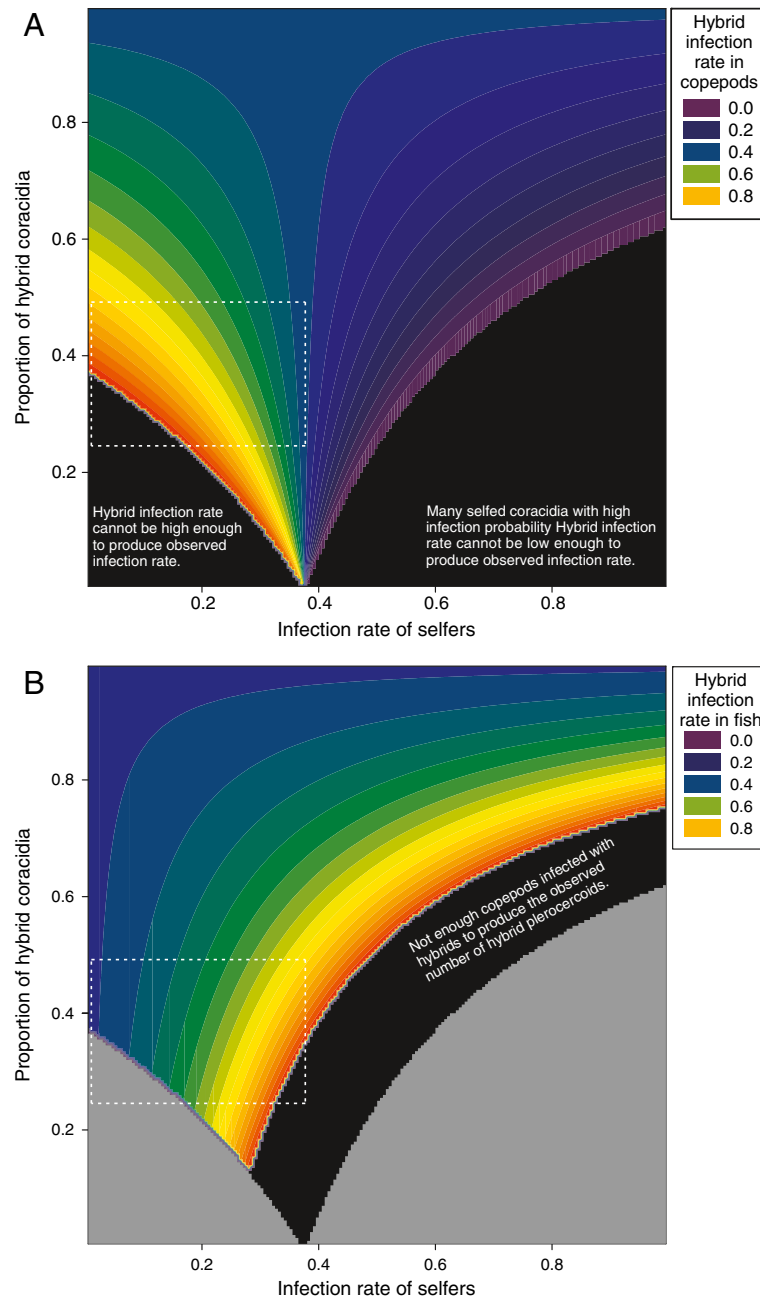 A
Hybrid
infection
rate in
copepods
0.0
0.2
0.4
0.6
0.8
Proportion of hybrid coracidia
0.8
0.6
0.4
0.2
Hybrid infection rate
cannot be high enough
to produce observed
infection rate.
Many selfed coracidia with high
infection probability Hybrid infection
rate cannot be low enough to
produce observed infection rate.
0.2
0.4
0.6
0.8
Infection rate of selfers
B
Hybrid
infection
rate in fish
0.0
0.2
0.4
0.6
0.8
Proportion of hybrid coracidia
0.8
0.6
0.4
0.2
Not enough copepods infected with
hybrids to produce the observed
number of hybrid plerocercoids.
0.2
0.4
0.6
0.8
Infection rate of selfers